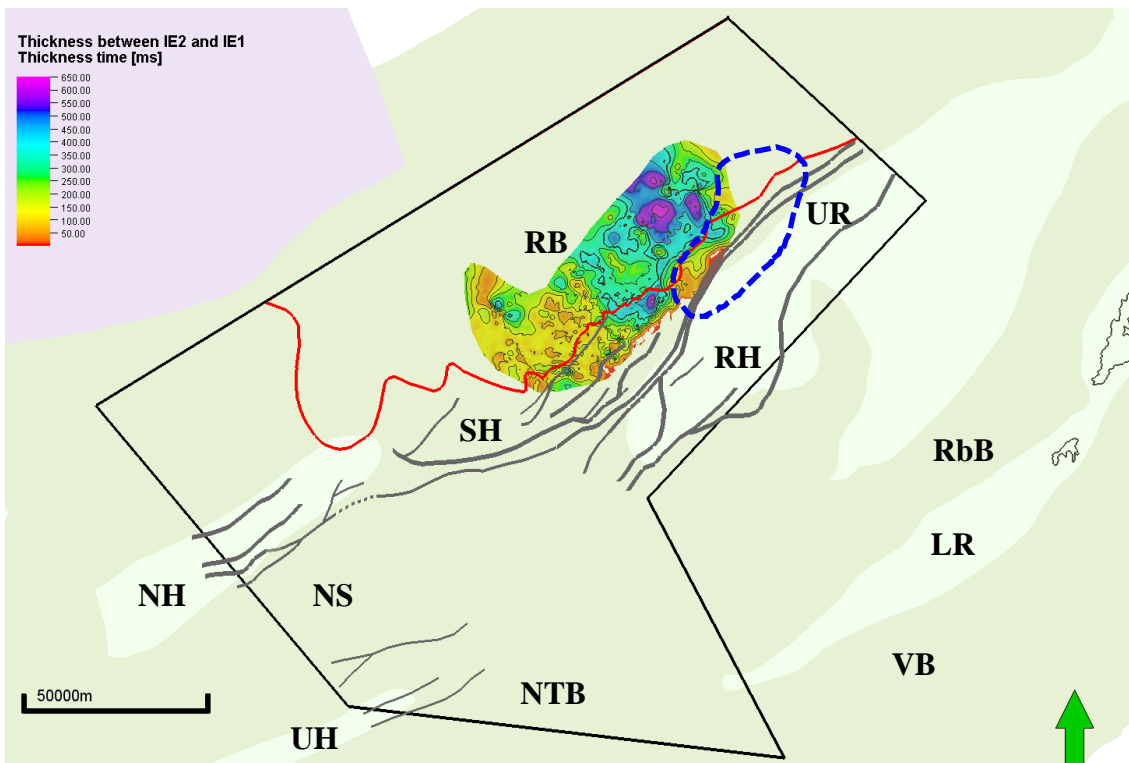 Thickness between IE2 and IE1
Thickness time [ms]
650.00
600.00
550.00
500.00
450.00
400.00
350.00
300.00
250.00
200.00
150.00
100.00
50.00
UR
RB
RH
SH
RbB
LR
NH
NS
VB
NTB
50000m
UH